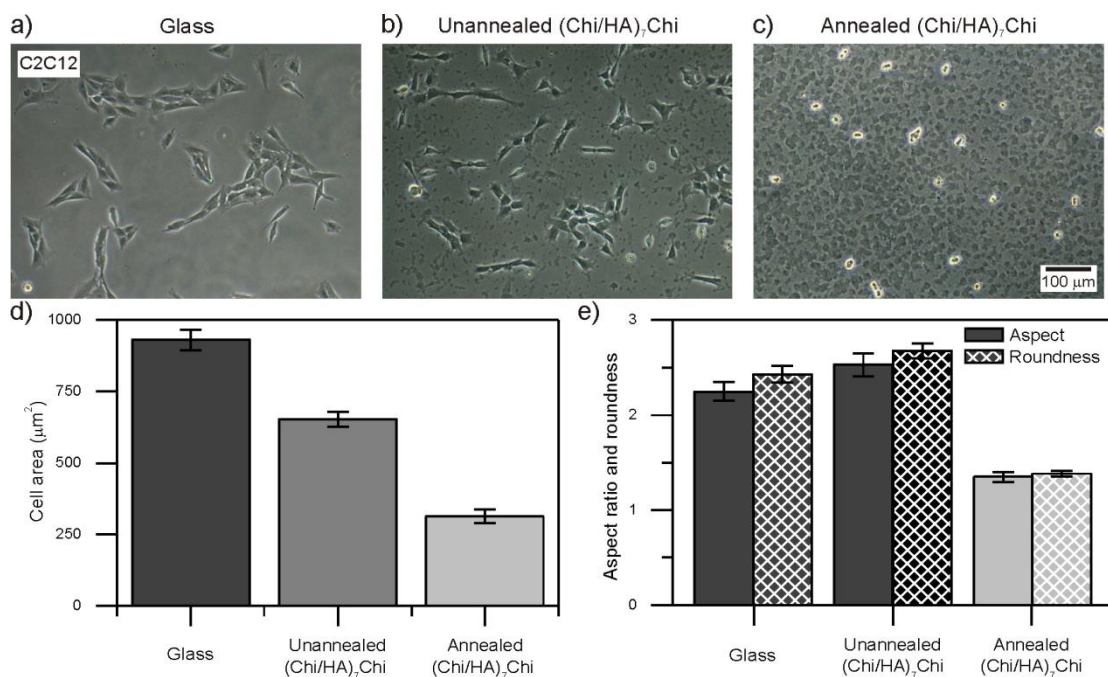 a) Glass
b) Unannealed (Chi/HA)₇Chi
c) Annealed (Chi/HA)₇Chi
C2C12
100 μm
d)
1000
750
500
250
0
Cell area (μm²)
Glass
Unannealed
(Chi/HA)₇Chi
Annealed
(Chi/HA)₇Chi
e)
3
2
1
0
Aspect ratio and roundness
Aspect
Roundness
Glass
Unannealed
(Chi/HA)₇Chi
Annealed
(Chi/HA)₇Chi